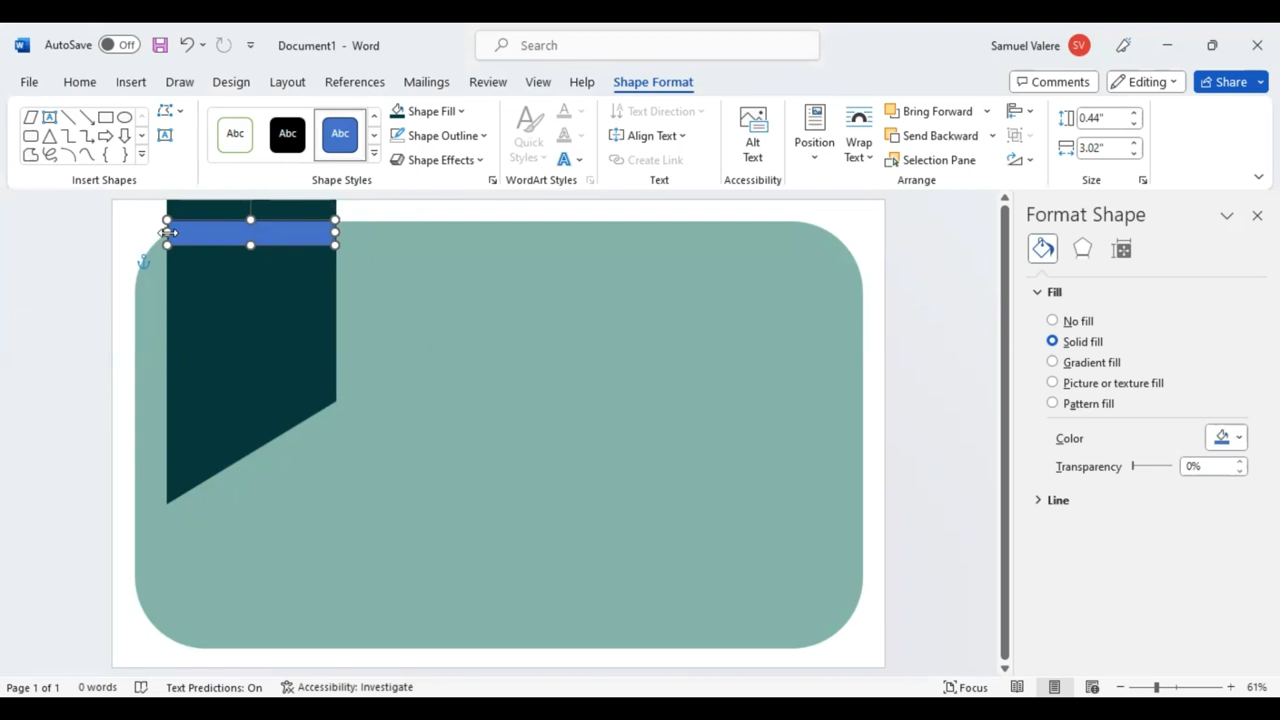 AutoSave Off Document1 - Word Search Samuel Valere SV
File Home Insert Draw Design Layout References Mailings Review View Help Shape Format Comments Editing Share
Abc Abc Abc
Shape Fill
Shape Outline
Shape Effects
Quick
Styles
Text Direction
Align Text
Create Link
Alt
Text
Position
Wrap
Text
Bring Forward
Send Backward
Selection Pane
0.44"
3.02"
Insert Shapes Shape Styles WordArt Styles Text Accessibility Arrange Size
Format Shape
Fill
No fill
Solid fill
Gradient fill
Picture or texture fill
Pattern fill
Color
Transparency 0%
Line
Page 1 of 1 0 words Text Predictions: On Accessibility: Investigate Focus 61%